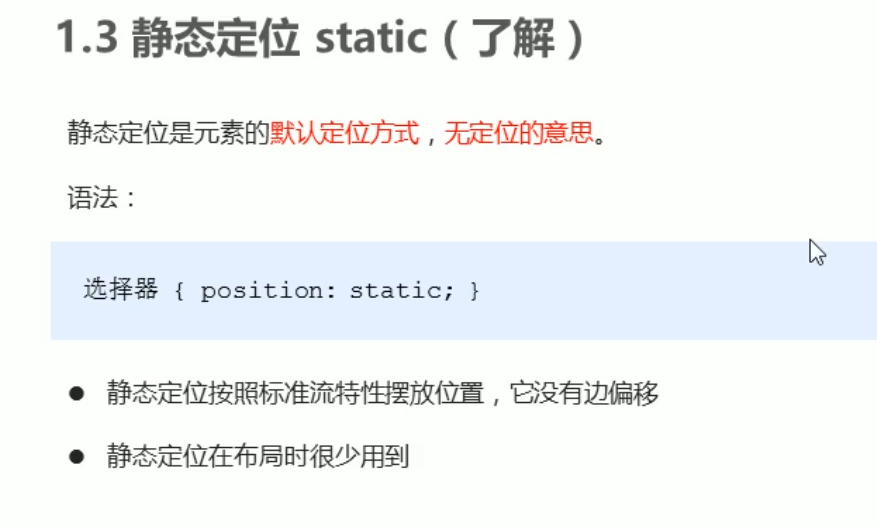 1.3 静态定位 static（了解）
静态定位是元素的默认定位方式，无定位的意思。
语法：
选择器 { position: static; }
● 静态定位按照标准流特性摆放位置，它没有边偏移
● 静态定位在布局时很少用到